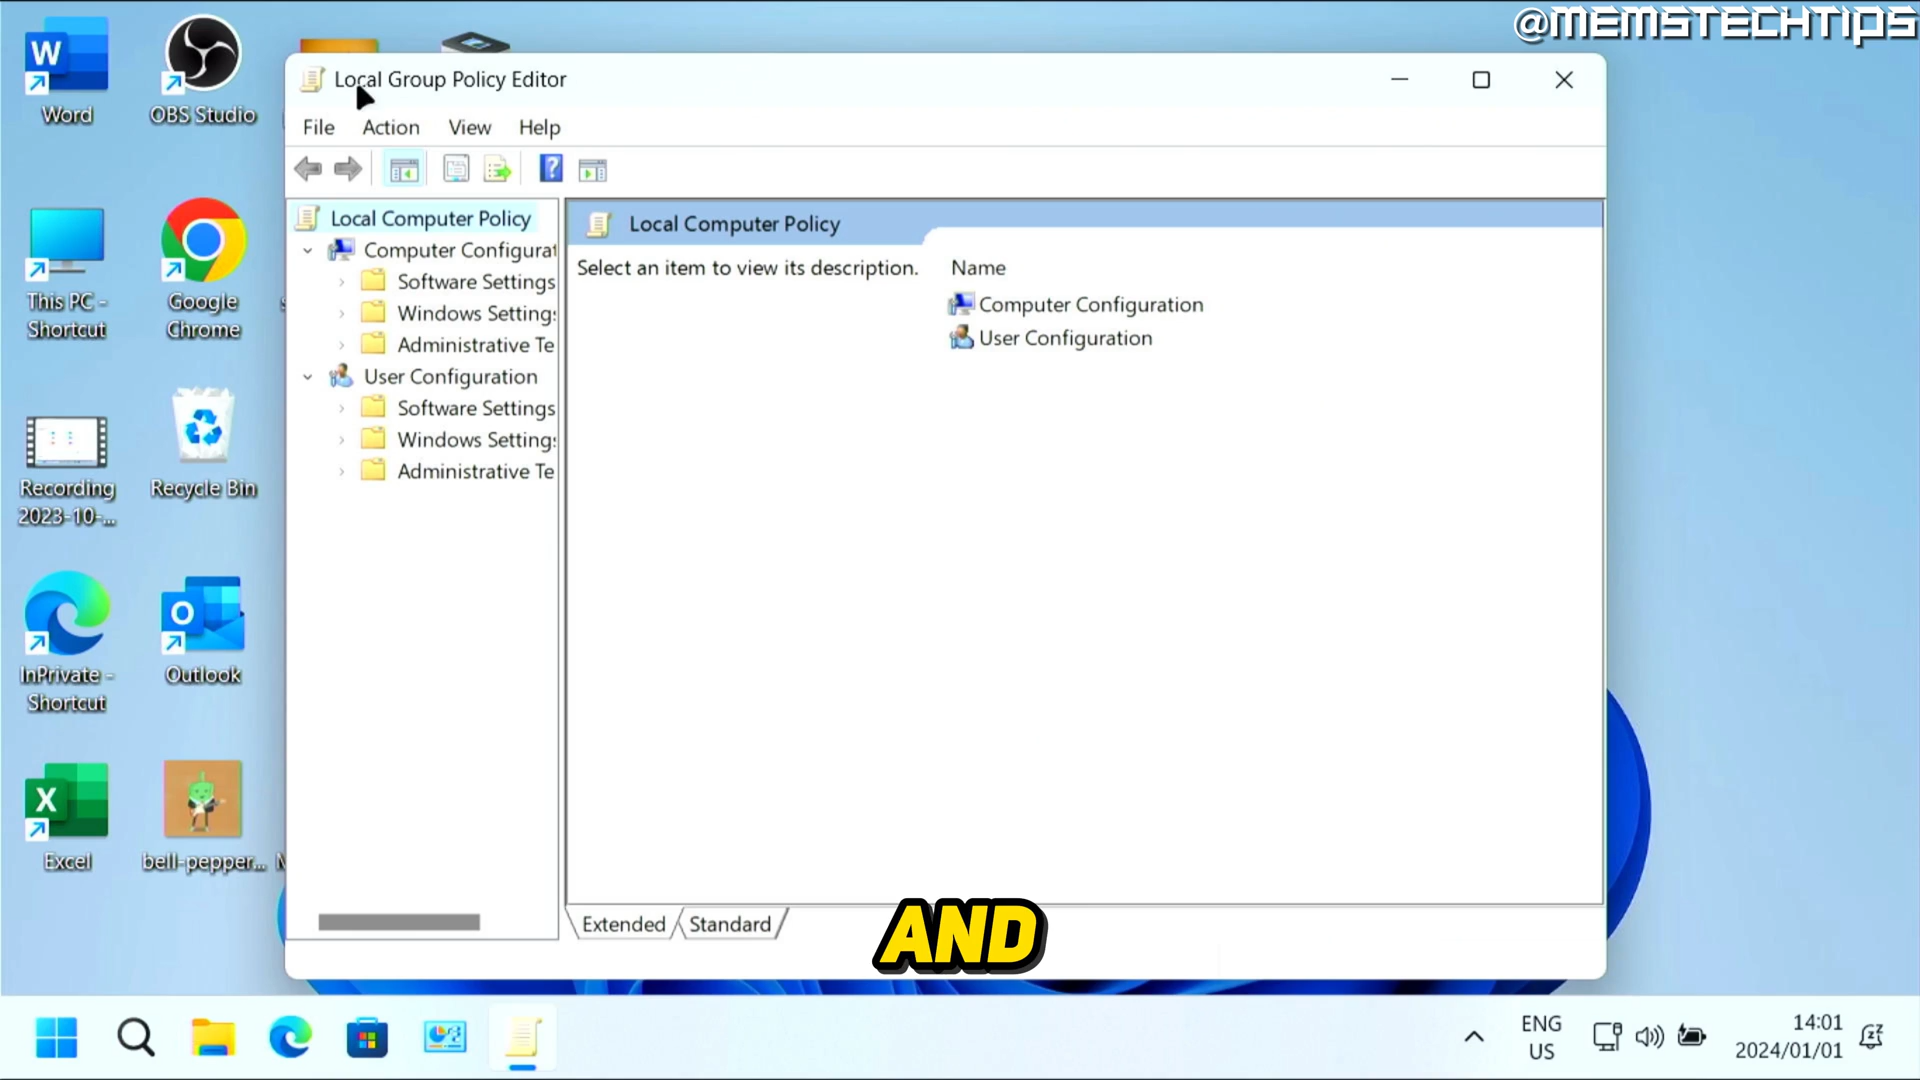 @MEMSTECHTIPS
Word
OBS Studio
This PC -
Shortcut
Google
Chrome
Recording
2023-10-...
Recycle Bin
InPrivate -
Shortcut
Outlook
Excel
bell-pepper...
Local Group Policy Editor
File Action View Help
Local Computer Policy
Computer Configurat
Software Settings
Windows Setting
Administrative Te
User Configuration
Software Settings
Windows Setting
Administrative Te
Local Computer Policy
Select an item to view its description.
Name
Computer Configuration
User Configuration
Extended Standard
AND
ENG
US
14:01
2024/01/01